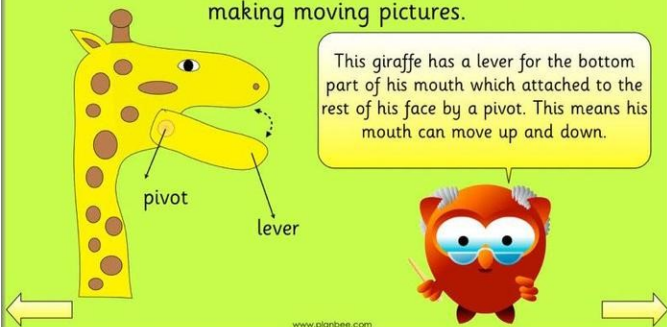 making moving pictures.
This giraffe has a lever for the bottom
part of his mouth which attached to the
rest of his face by a pivot. This means his
mouth can move up and down.
pivot
lever
www.planbee.com